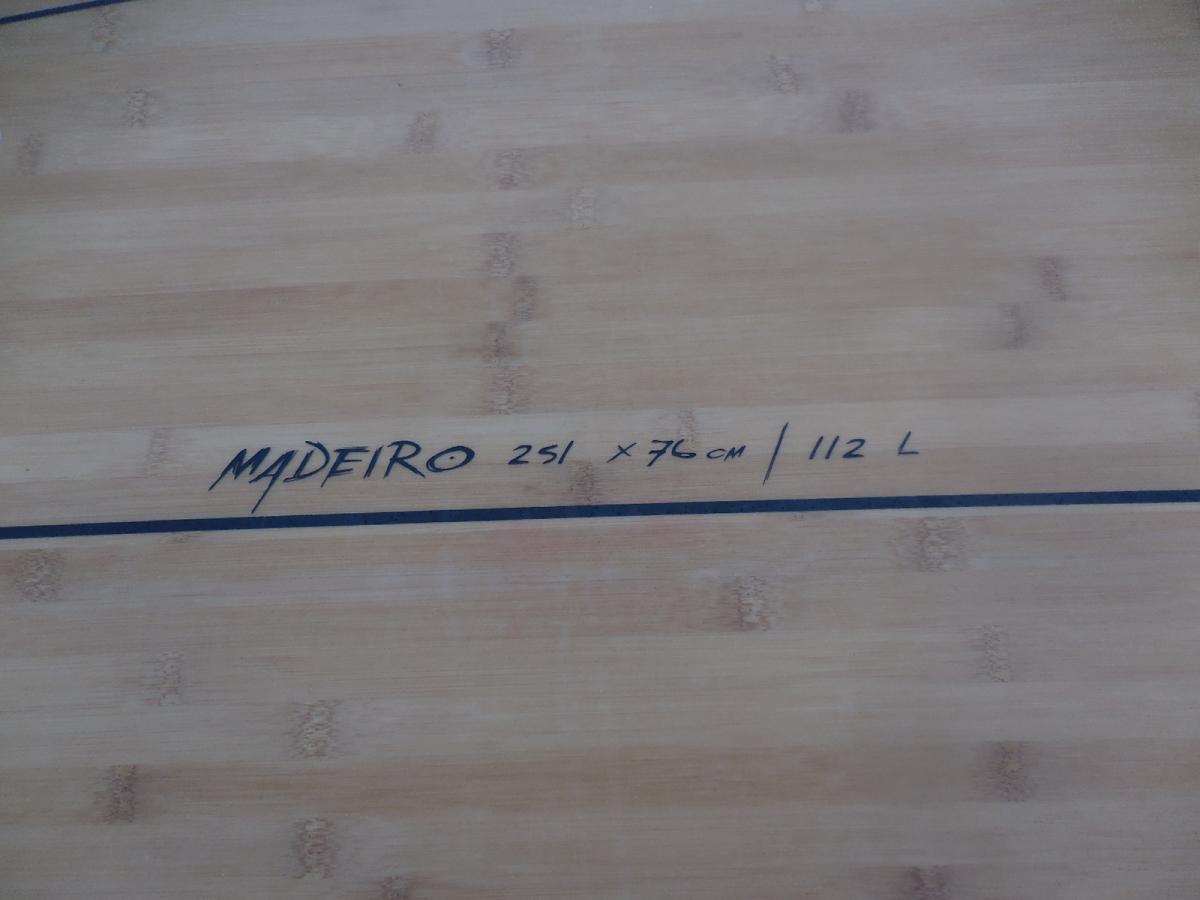 MADEIRO 251 x 76 cm / 112 L